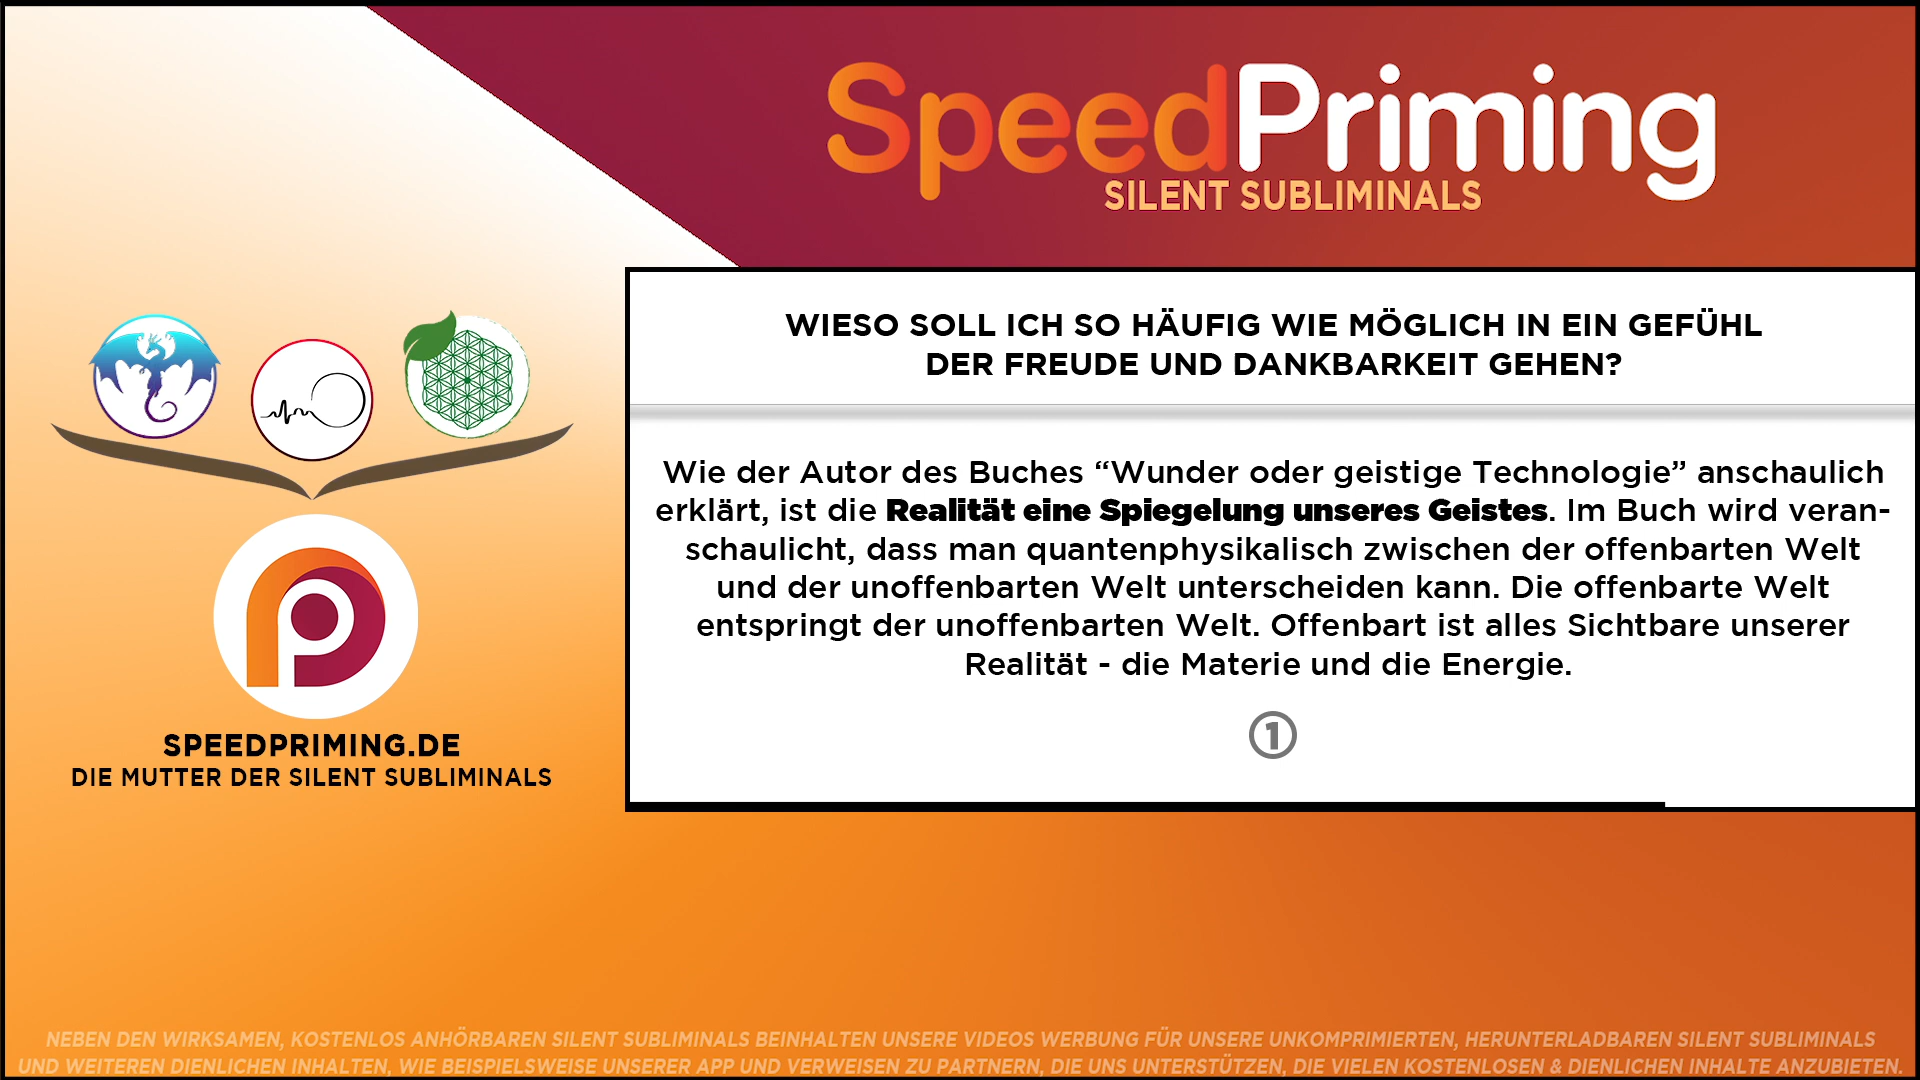 SpeedPriming
SILENT SUBLIMINALS
WIESO SOLL ICH SO HÄUFIG WIE MÖGLICH IN EIN GEFÜHL
DER FREUDE UND DANKBARKEIT GEHEN?
Wie der Autor des Buches “Wunder oder geistige Technologie” anschaulich
erklärt, ist die Realität eine Spiegelung unseres Geistes. Im Buch wird veran-
schaulicht, dass man quantenphysikalisch zwischen der offenbarten Welt
und der unoffenbarten Welt unterscheiden kann. Die offenbarte Welt
entspringt der unoffenbarten Welt. Offenbart ist alles Sichtbare unserer
Realität - die Materie und die Energie.
①
SPEEDPRIMING.DE
DIE MUTTER DER SILENT SUBLIMINALS
NEBEN DEN WIRKSAMEN, KOSTENLOS ANHÖRBAREN SILENT SUBLIMINALS BEINHALTEN UNSERE VIDEOS WERBUNG FÜR UNSERE UNKOMPRIMIERTEN, HERUNTERLADBAREN SILENT SUBLIMINALS
UND WEITEREN DIENLICHEN INHALTEN, WIE BEISPIELSWEISE UNSERER APP UND VERWEISEN ZU PARTNERN, DIE UNS UNTERSTÜTZEN, DIE VIELEN KOSTENLOSEN & DIENLICHEN INHALTE ANZUBIETEN.